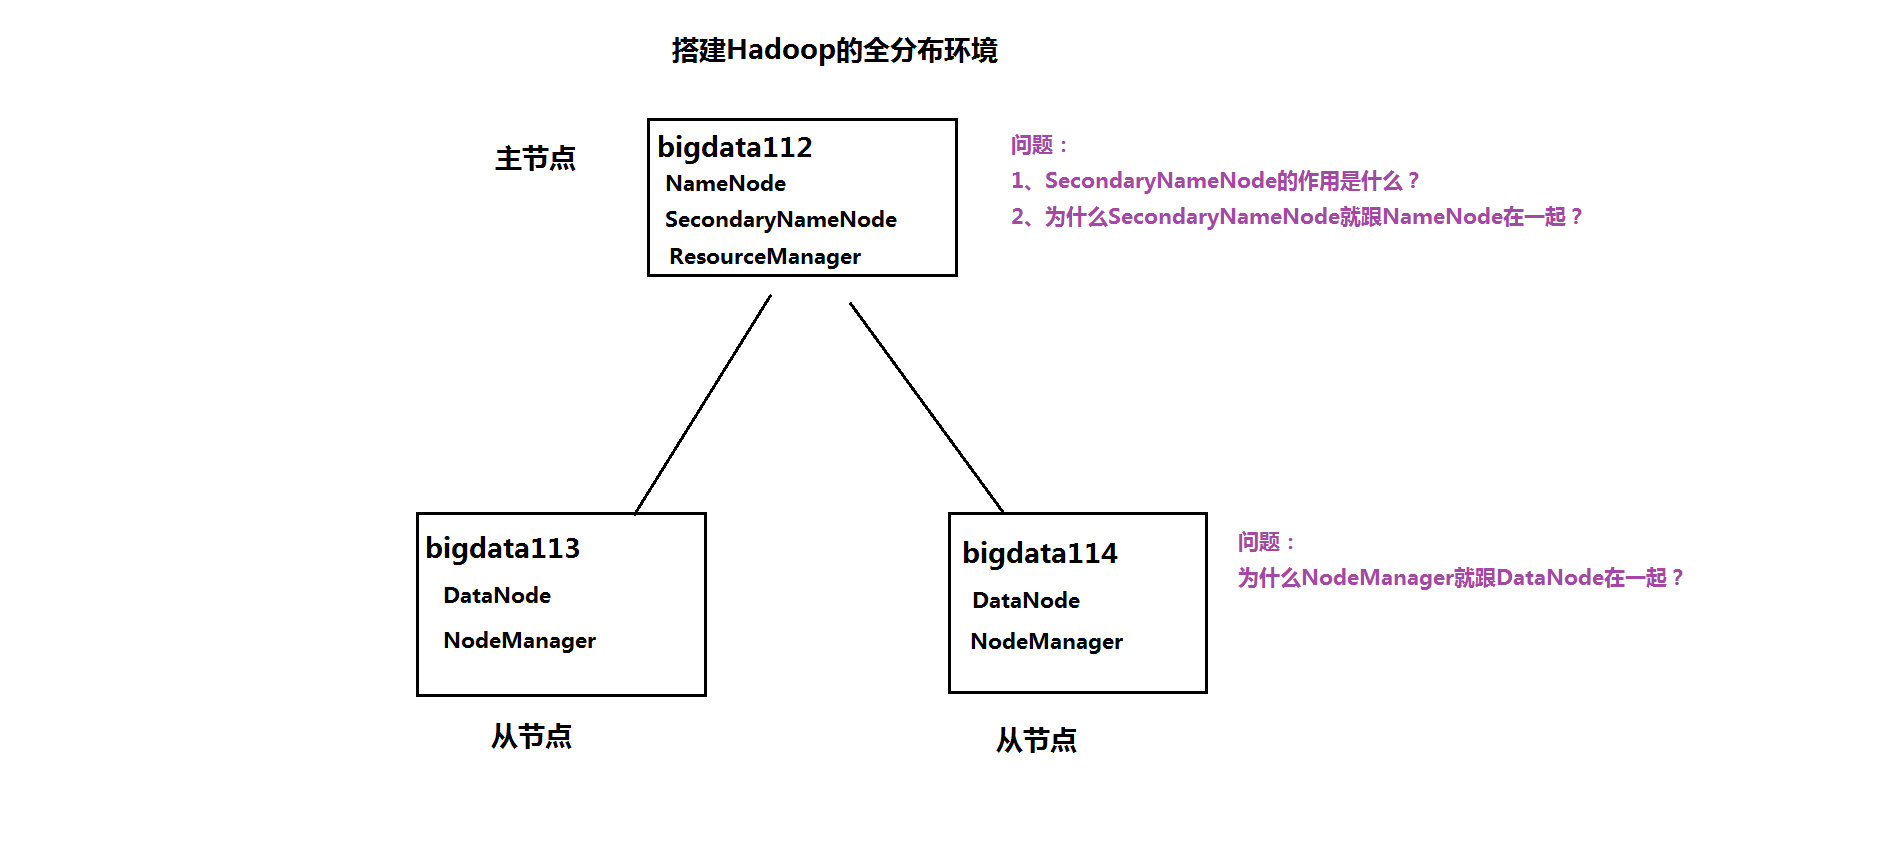 搭建Hadoop的全分布环境
主节点
bigdata112
NameNode
SecondaryNameNode
ResourceManager
问题：
1、SecondaryNameNode的作用是什么？
2、为什么SecondaryNameNode就跟NameNode在一起？
bigdata113
DataNode
NodeManager
从节点
bigdata114
DataNode
NodeManager
从节点
问题：
为什么NodeManager就跟DataNode在一起？